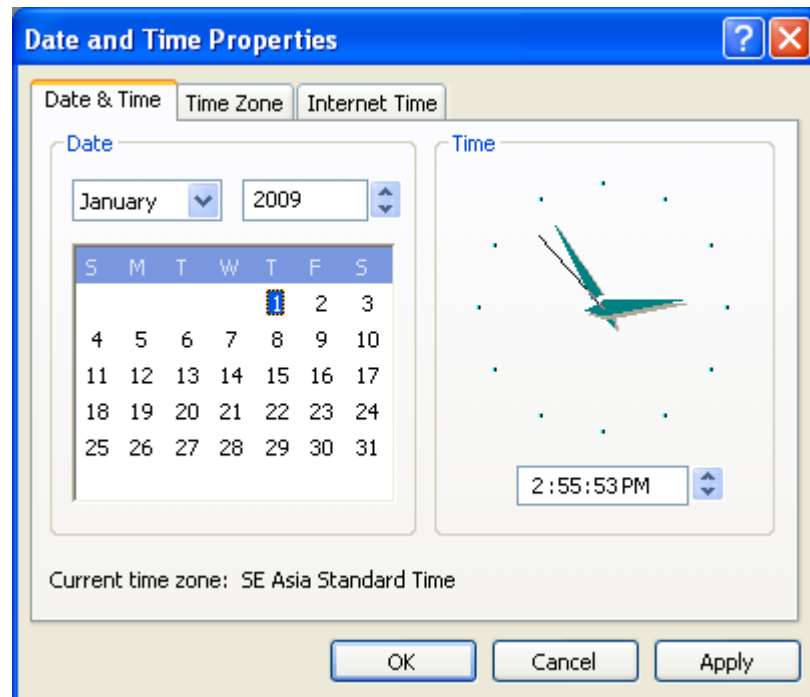 Date and Time Properties
Date & Time Time Zone Internet Time
Date
January 2009
S M T W T F S
1 2 3
4 5 6 7 8 9 10
11 12 13 14 15 16 17
18 19 20 21 22 23 24
25 26 27 28 29 30 31
Time
2:55:53 PM
Current time zone: SE Asia Standard Time
OK Cancel Apply